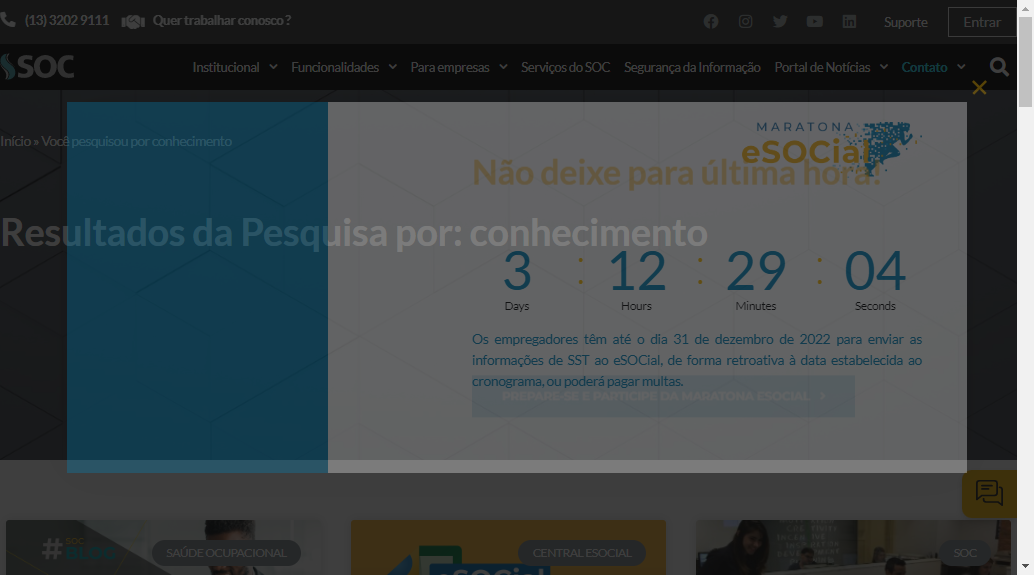 (13) 3202 9111 Quer trabalhar conosco ?
Suporte Entrar
SOC Institucional Funcionalidades Para empresas Serviços do SOC Segurança da Informação Portal de Notícias Contato
Início » Você pesquisou por conhecimento
MARATONA
eSOCial
Não deixe para última hora!
Resultados da Pesquisa por: conhecimento
3 : 12 : 29 : 04
Days Hours Minutes Seconds
Os empregadores têm até o dia 31 de dezembro de 2022 para enviar as
informações de SST ao eSOCial, de forma retroativa à data estabelecida ao
cronograma, ou poderá pagar multas.
PREPARE-SE E PARTICIPE DA MARATONA ESOCIAL
# SOC
BLOG
SAÚDE OCUPACIONAL CENTRAL ESOCIAL SOC
eSOCial